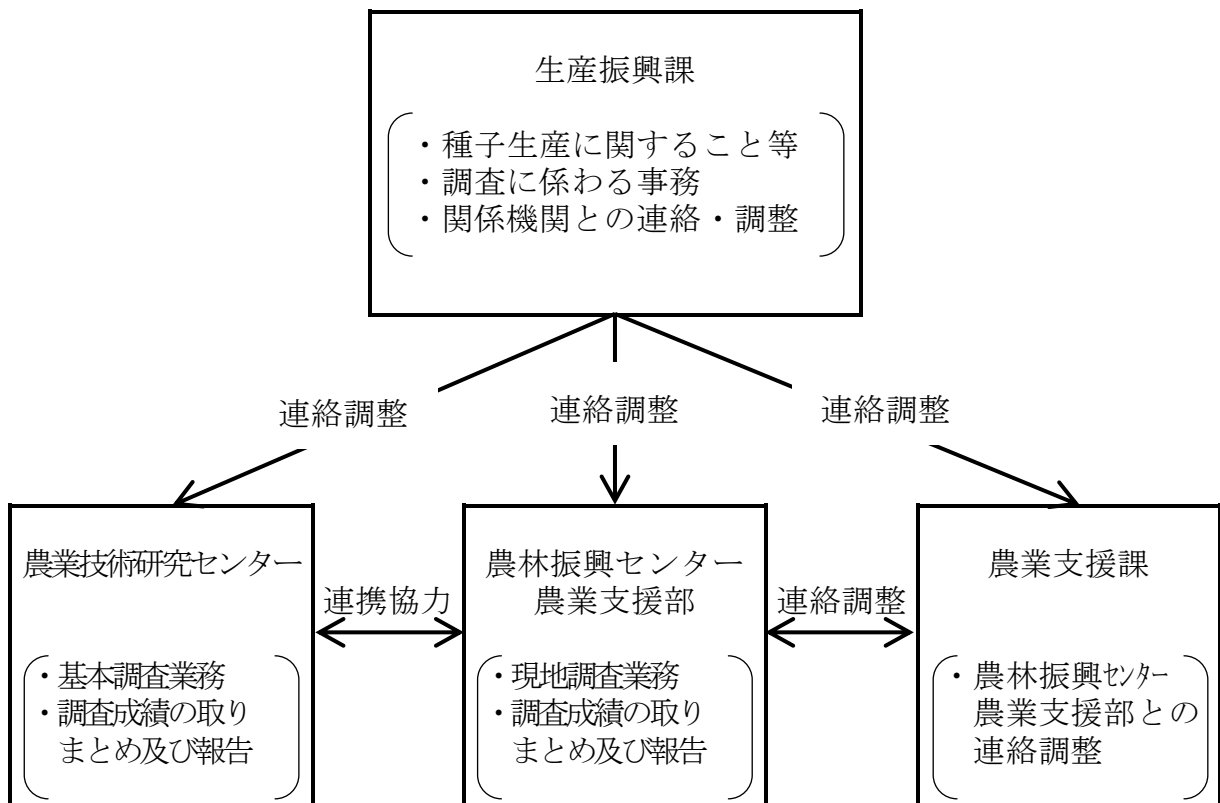 生産振興課
・種子生産に関すること等
・調査に係わる事務
・関係機関との連絡・調整
連絡調整
連絡調整
連絡調整
農業技術研究センター
・基本調査業務
・調査成績の取り
まとめ及び報告
連携協力
農林振興センター
農業支援部
・現地調査業務
・調査成績の取り
まとめ及び報告
連絡調整
農業支援課
・農林振興ｾﾝﾀｰ
農業支援部との
連絡調整